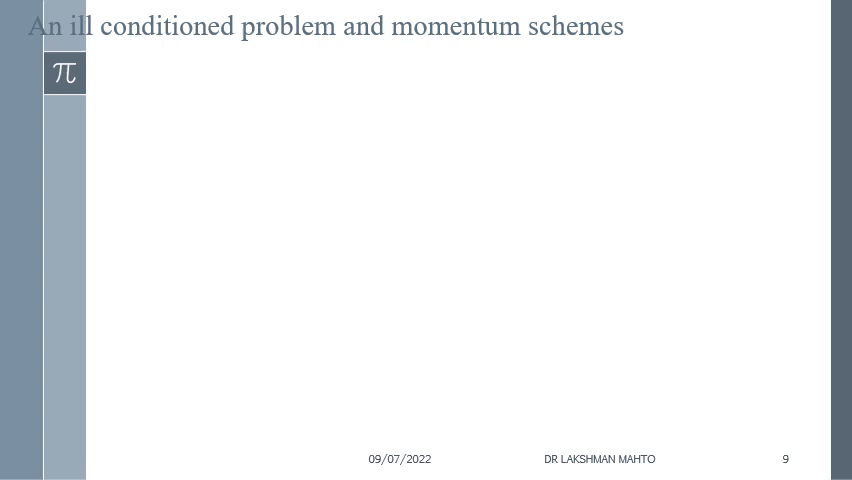 An ill conditioned problem and momentum schemes
π
09/07/2022 DR LAKSHMAN MAHTO 9